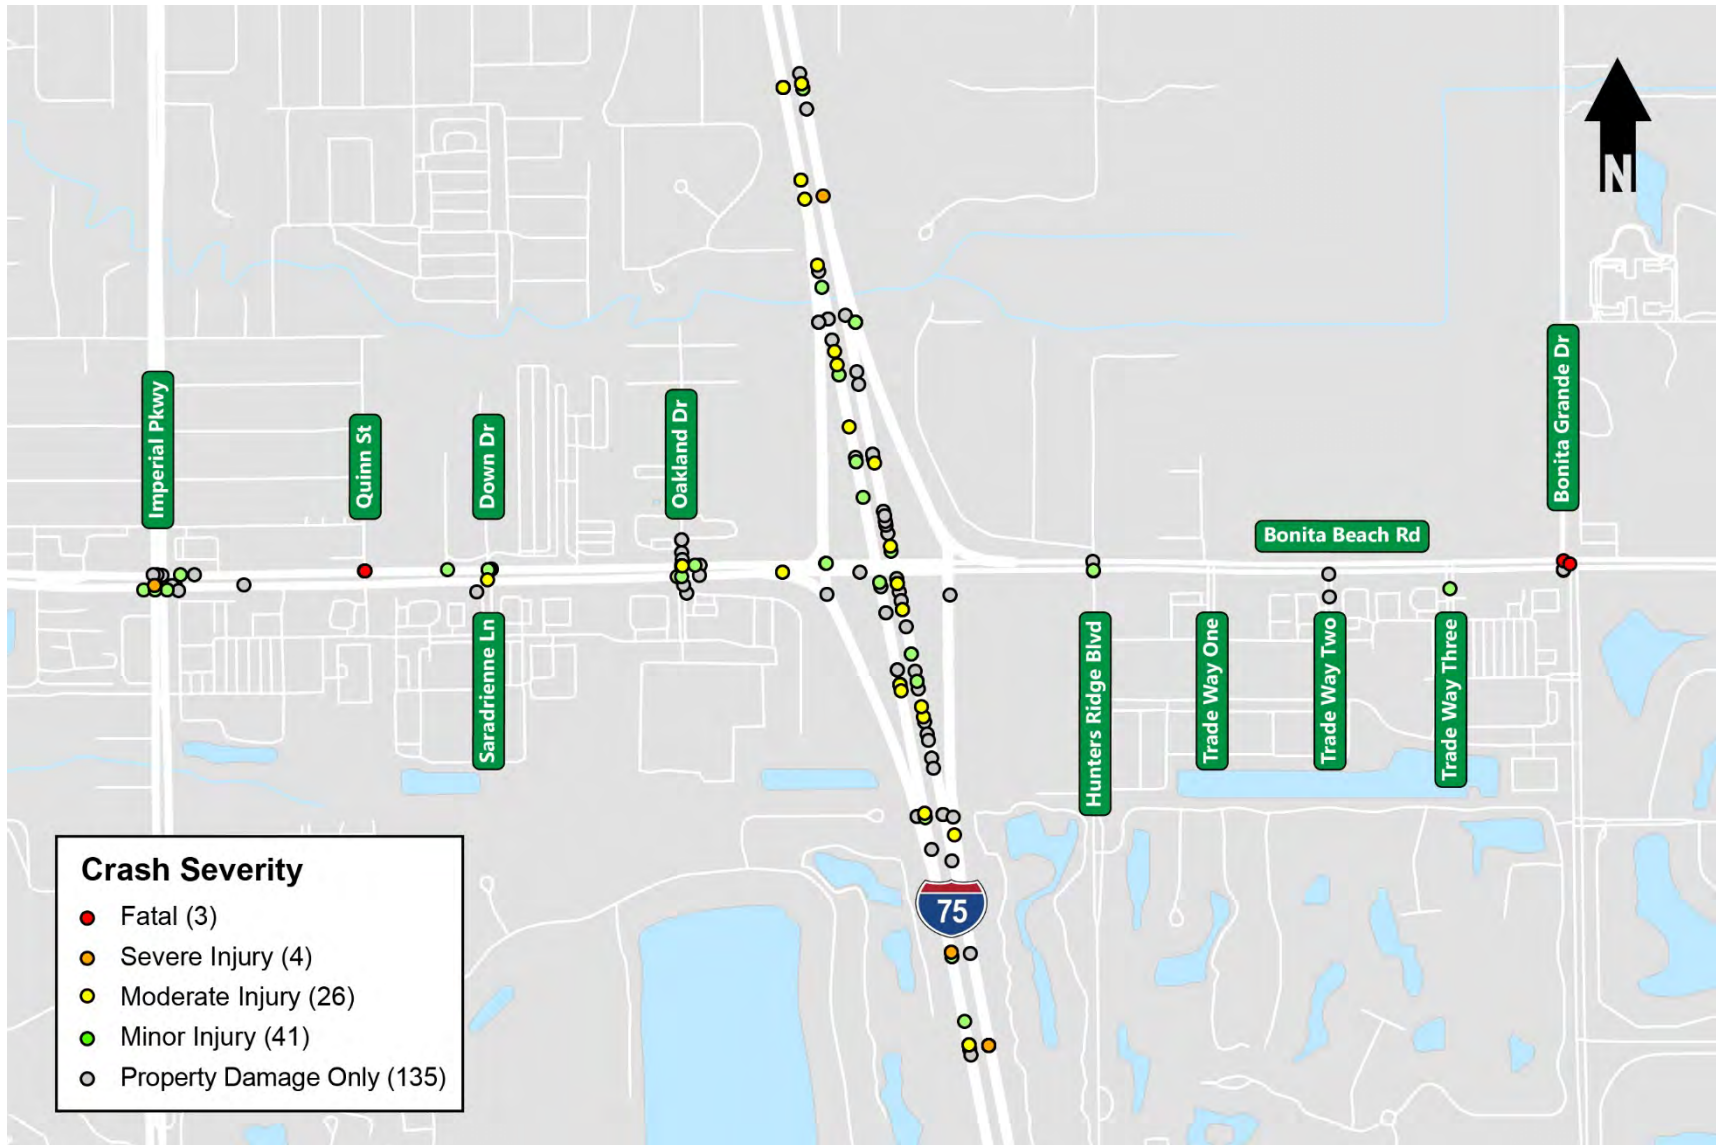 N
Imperial Pkwy
Quinn St
Down Dr
Oakland Dr
Bonita Grande Dr
Bonita Beach Rd
Saradrienne Ln
Hunters Ridge Blvd
Trade Way One
Trade Way Two
Trade Way Three
75
Crash Severity
Fatal (3)
Severe Injury (4)
Moderate Injury (26)
Minor Injury (41)
Property Damage Only (135)